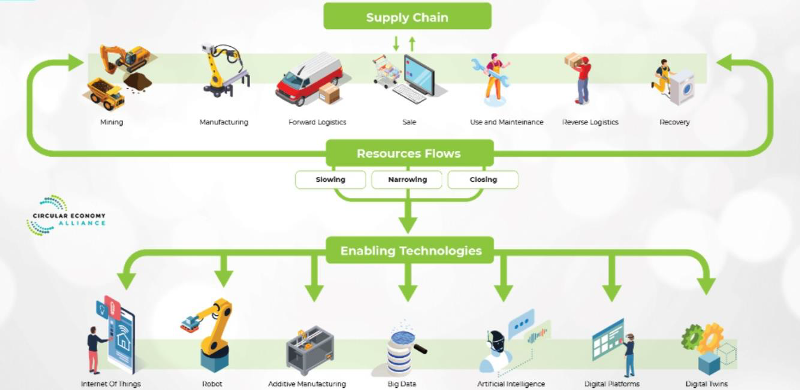 Supply Chain
Mining
Manufacturing
Forward Logistics
Sale
Use and Mainteinance
Reverse Logistics
Recovery
Resources Flows
Slowing
Narrowing
Closing
CIRCULAR ECONOMY
ALLIANCE
Enabling Technologies
Internet Of Things
Robot
Additive Manufacturing
Big Data
Artificial Intelligence
Digital Platforms
Digital Twins